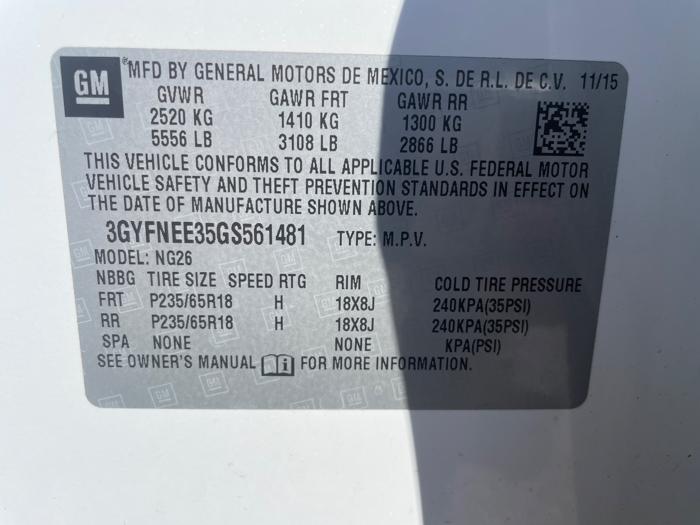 GM
MFD BY GENERAL MOTORS DE MEXICO, S. DE R.L. DE C.V. 11/15
GVWR GAWR FRT GAWR RR
2520 KG 1410 KG 1300 KG
5556 LB 3108 LB 2866 LB
THIS VEHICLE CONFORMS TO ALL APPLICABLE U.S. FEDERAL MOTOR
VEHICLE SAFETY AND THEFT PREVENTION STANDARDS IN EFFECT ON
THE DATE OF MANUFACTURE SHOWN ABOVE.
3GYFNEE35GS561481 TYPE: M.P.V.
MODEL: NG26
NBBG TIRE SIZE SPEED RTG RIM COLD TIRE PRESSURE
FRT P235/65R18 H 18X8J 240KPA(35PSI)
RR P235/65R18 H 18X8J 240KPA(35PSI)
SPA NONE NONE KPA(PSI)
SEE OWNER'S MANUAL FOR MORE INFORMATION.